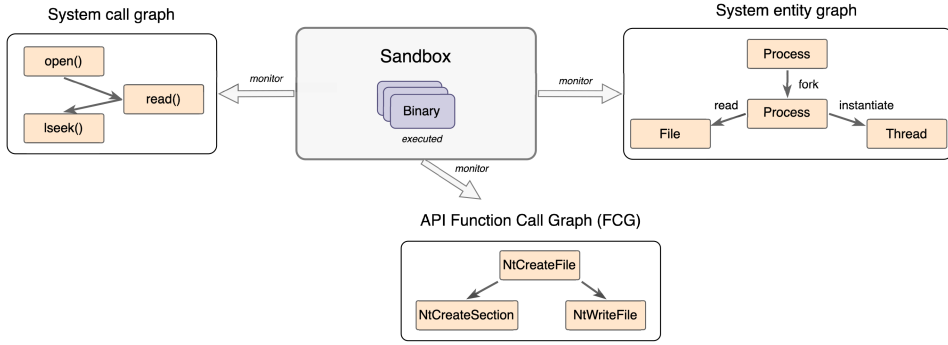 System call graph
open()
read()
lseek()
monitor
Sandbox
Binary
executed
monitor
System entity graph
Process
fork
Process
read
instantiate
File
Thread
monitor
API Function Call Graph (FCG)
NtCreateFile
NtCreateSection
NtWriteFile